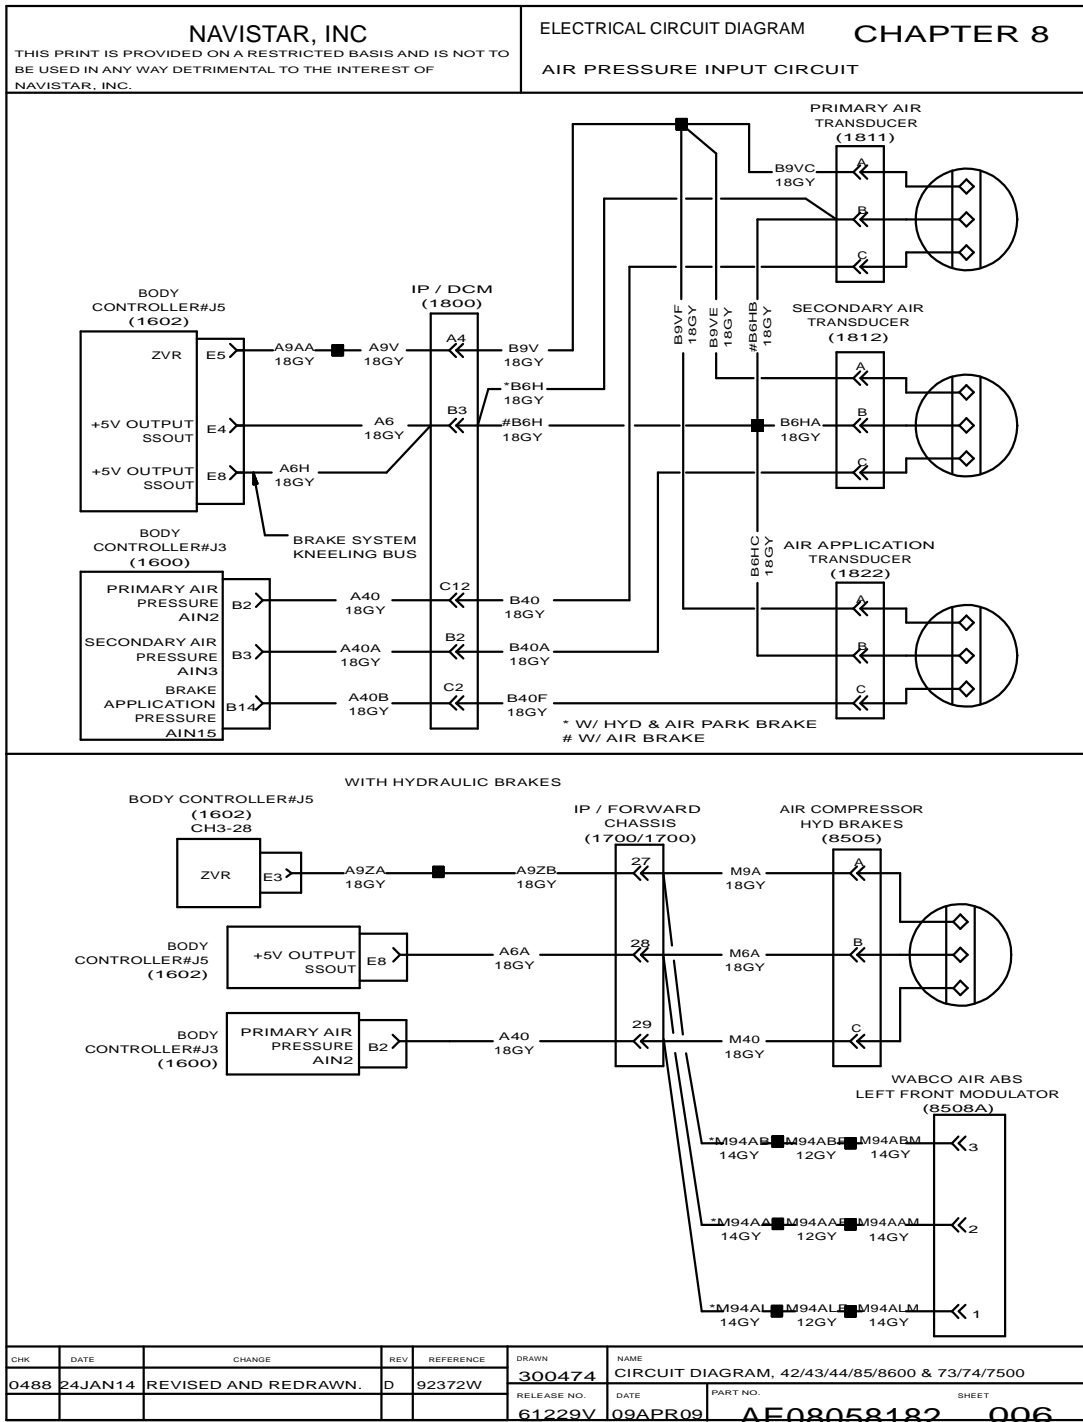 NAVISTAR, INC
THIS PRINT IS PROVIDED ON A RESTRICTED BASIS AND IS NOT TO
BE USED IN ANY WAY DETRIMENTAL TO THE INTEREST OF
NAVISTAR, INC.
ELECTRICAL CIRCUIT DIAGRAM
CHAPTER 8
AIR PRESSURE INPUT CIRCUIT
PRIMARY AIR
TRANSDUCER
(1811)
A
B9VC
18GY
B
C
IP / DCM
(1800)
BODY
CONTROLLER#J5
(1602)
SECONDARY AIR
TRANSDUCER
(1812)
B9VF
18GY
B9VE
18GY
#B6HB
18GY
ZVR
E5
A9AA
18GY
A9V
18GY
A4
B9V
18GY
*B6H
18GY
A
+5V OUTPUT
SSOUT
E4
A6
18GY
B3
#B6H
18GY
B6HA
18GY
B
+5V OUTPUT
SSOUT
E8
A6H
18GY
C
BRAKE SYSTEM
KNEELING BUS
BODY
CONTROLLER#J3
(1600)
B6HC
18GY
AIR APPLICATION
TRANSDUCER
(1822)
PRIMARY AIR
PRESSURE
AIN2
B2
A40
18GY
C12
B40
18GY
A
SECONDARY AIR
PRESSURE
AIN3
B3
A40A
18GY
B2
B40A
18GY
B
BRAKE
APPLICATION
PRESSURE
AIN15
B14
A40B
18GY
C2
B40F
18GY
C
* W/ HYD & AIR PARK BRAKE
# W/ AIR BRAKE
WITH HYDRAULIC BRAKES
BODY CONTROLLER#J5
(1602)
CH3-28
IP / FORWARD
CHASSIS
(1700/1700)
AIR COMPRESSOR
HYD BRAKES
(8505)
ZVR
E3
A9ZA
18GY
A9ZB
18GY
27
M9A
18GY
A
BODY
CONTROLLER#J5
(1602)
+5V OUTPUT
SSOUT
E8
A6A
18GY
28
M6A
18GY
B
BODY
CONTROLLER#J3
(1600)
PRIMARY AIR
PRESSURE
AIN2
B2
A40
18GY
29
M40
18GY
C
WABCO AIR ABS
LEFT FRONT MODULATOR
(8508A)
*M94AB
14GY
M94ABE
12GY
M94ABM
14GY
3
*M94AA
14GY
M94AAE
12GY
M94AAM
14GY
2
*M94AL
14GY
M94ALE
12GY
M94ALM
14GY
1
CHK
DATE
CHANGE
REV
REFERENCE
DRAWN
NAME
0488
24JAN14
REVISED AND REDRAWN.
D
92372W
300474
CIRCUIT DIAGRAM, 42/43/44/85/8600 & 73/74/7500
RELEASE NO.
DATE
PART NO.
SHEET
61229V
09APR09
AF08058182
006